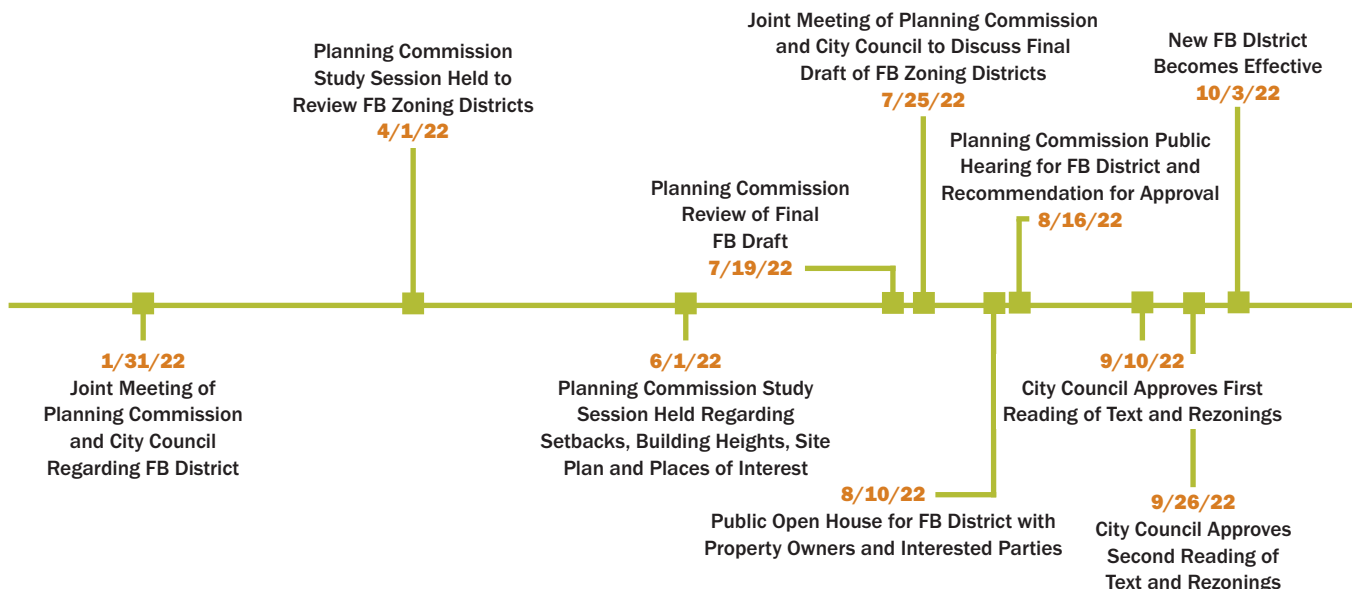 Planning Commission
Study Session Held to
Review FB Zoning Districts
4/1/22
Joint Meeting of Planning Commission
and City Council to Discuss Final
Draft of FB Zoning Districts
7/25/22
New FB DIstrict
Becomes Effective
10/3/22
Planning Commission
Review of Final
FB Draft
7/19/22
Planning Commission Public
Hearing for FB District and
Recommendation for Approval
8/16/22
1/31/22
Joint Meeting of
Planning Commission
and City Council
Regarding FB District
6/1/22
Planning Commission Study
Session Held Regarding
Setbacks, Building Heights, Site
Plan and Places of Interest
8/10/22
Public Open House for FB District with
Property Owners and Interested Parties
9/10/22
City Council Approves First
Reading of Text and Rezonings
9/26/22
City Council Approves
Second Reading of
Text and Rezonings